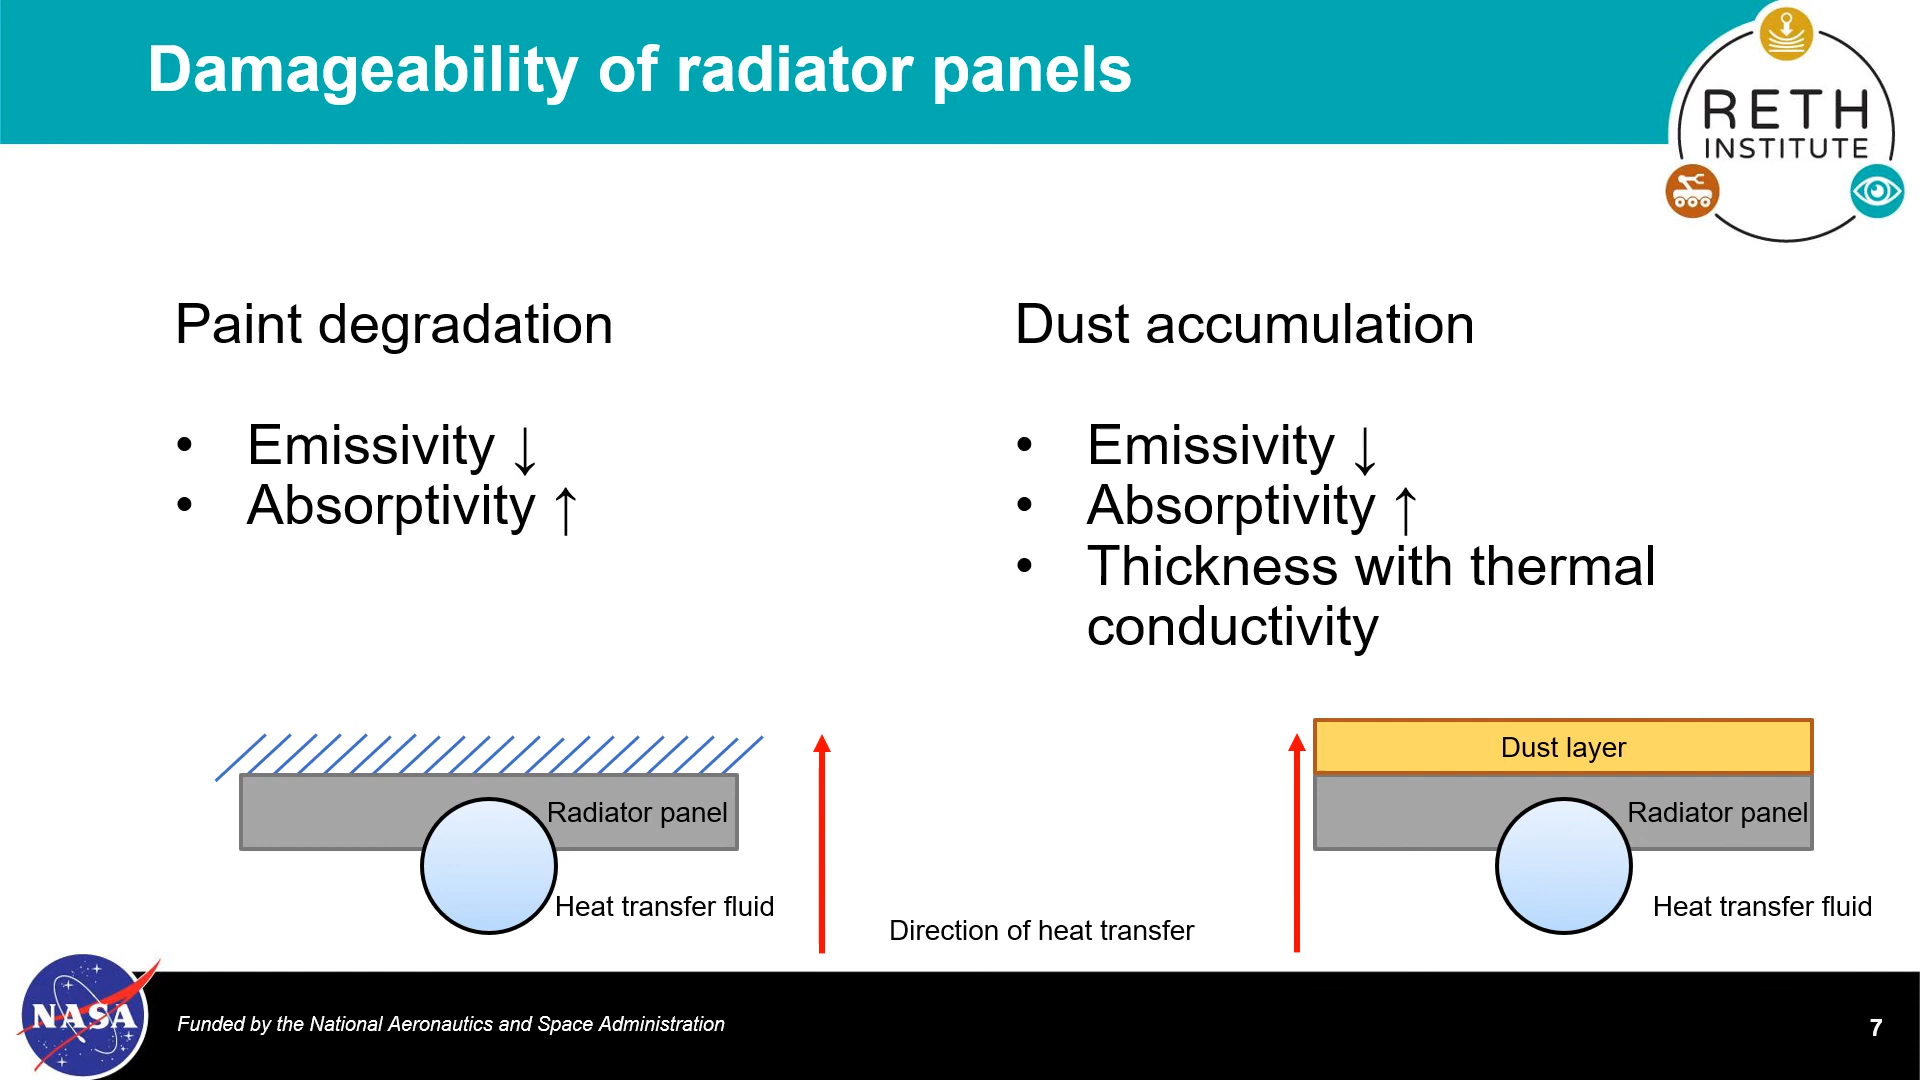 Damageability of radiator panels
RETH
INSTITUTE
Paint degradation
• Emissivity ↓
• Absorptivity ↑
Dust accumulation
• Emissivity ↓
• Absorptivity ↑
• Thickness with thermal
conductivity
Radiator panel
Heat transfer fluid
Direction of heat transfer
Dust layer
Radiator panel
Heat transfer fluid
NASA
Funded by the National Aeronautics and Space Administration
7